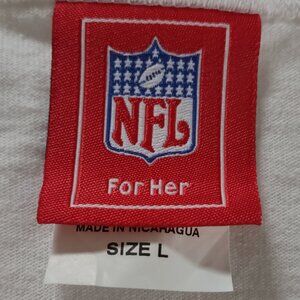 NFL
For Her
MADE IN NICARAGUA
SIZE L